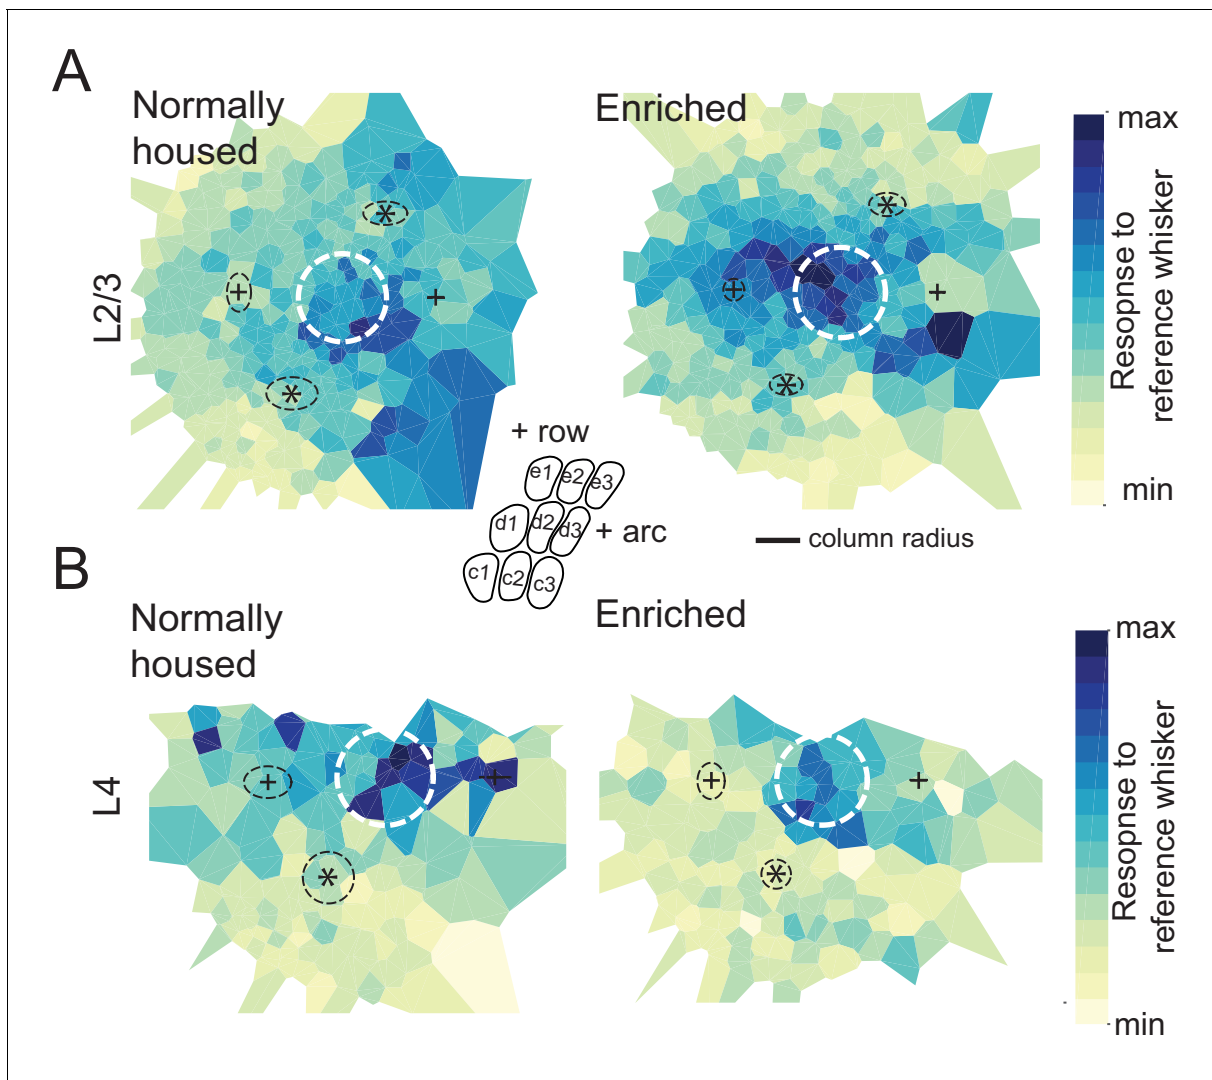 A
Normally
housed
Enriched
L2/3
max
Resopnse to
reference whisker
min
+ row
e1 e2 e3
d1 d2 d3 + arc
c1 c2 c3
column radius
B
Normally
housed
Enriched
L4
max
Resopnse to
reference whisker
min